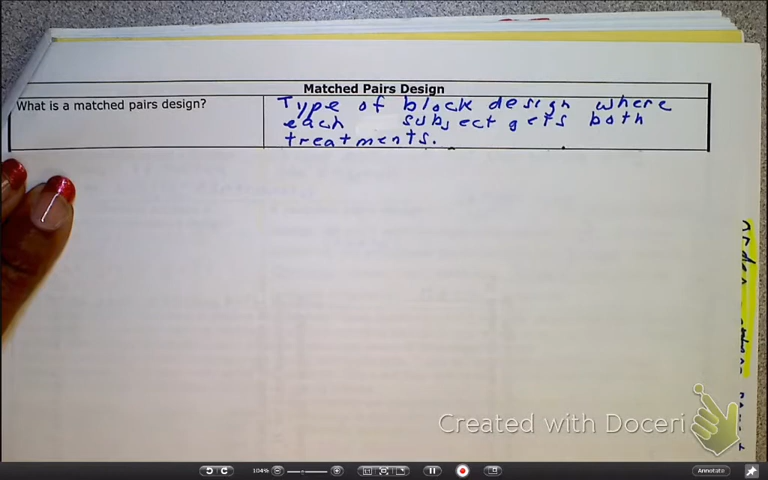 Matched Pairs Design
What is a matched pairs design?
Type of block design where
each subject gets both
treatments.
Created with Doceri
104%
Annotate